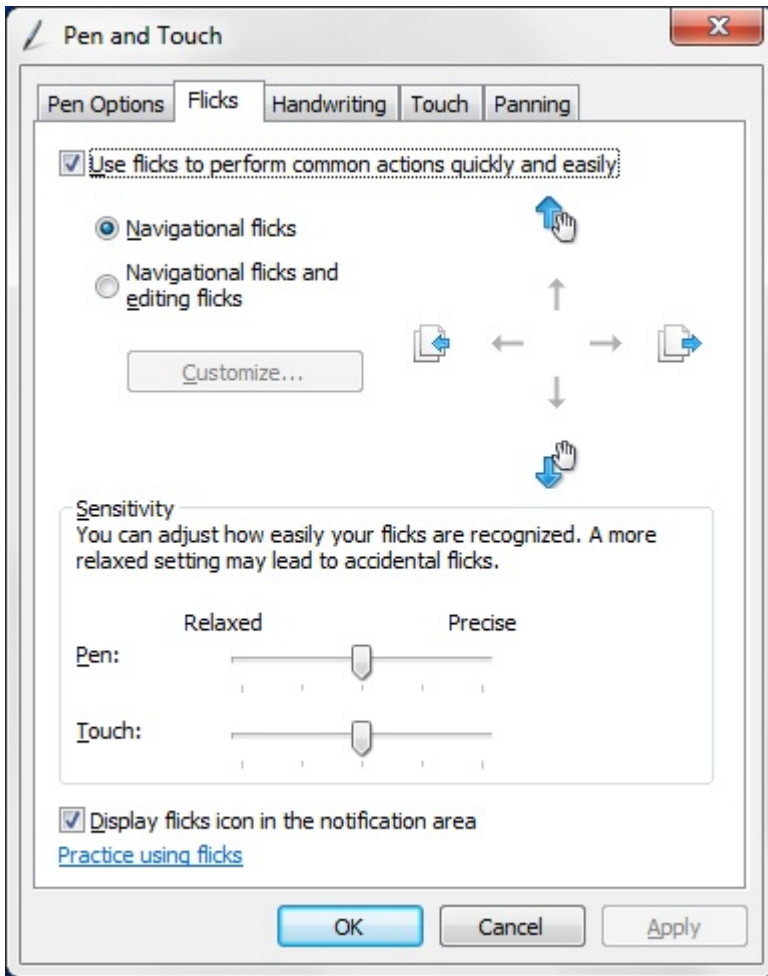 Pen and Touch
Pen Options Flicks Handwriting Touch Panning
Use flicks to perform common actions quickly and easily
Navigational flicks
Navigational flicks and
editing flicks
Customize...
Sensitivity
You can adjust how easily your flicks are recognized. A more
relaxed setting may lead to accidental flicks.
Relaxed Precise
Pen:
Touch:
Display flicks icon in the notification area
Practice using flicks
OK Cancel Apply